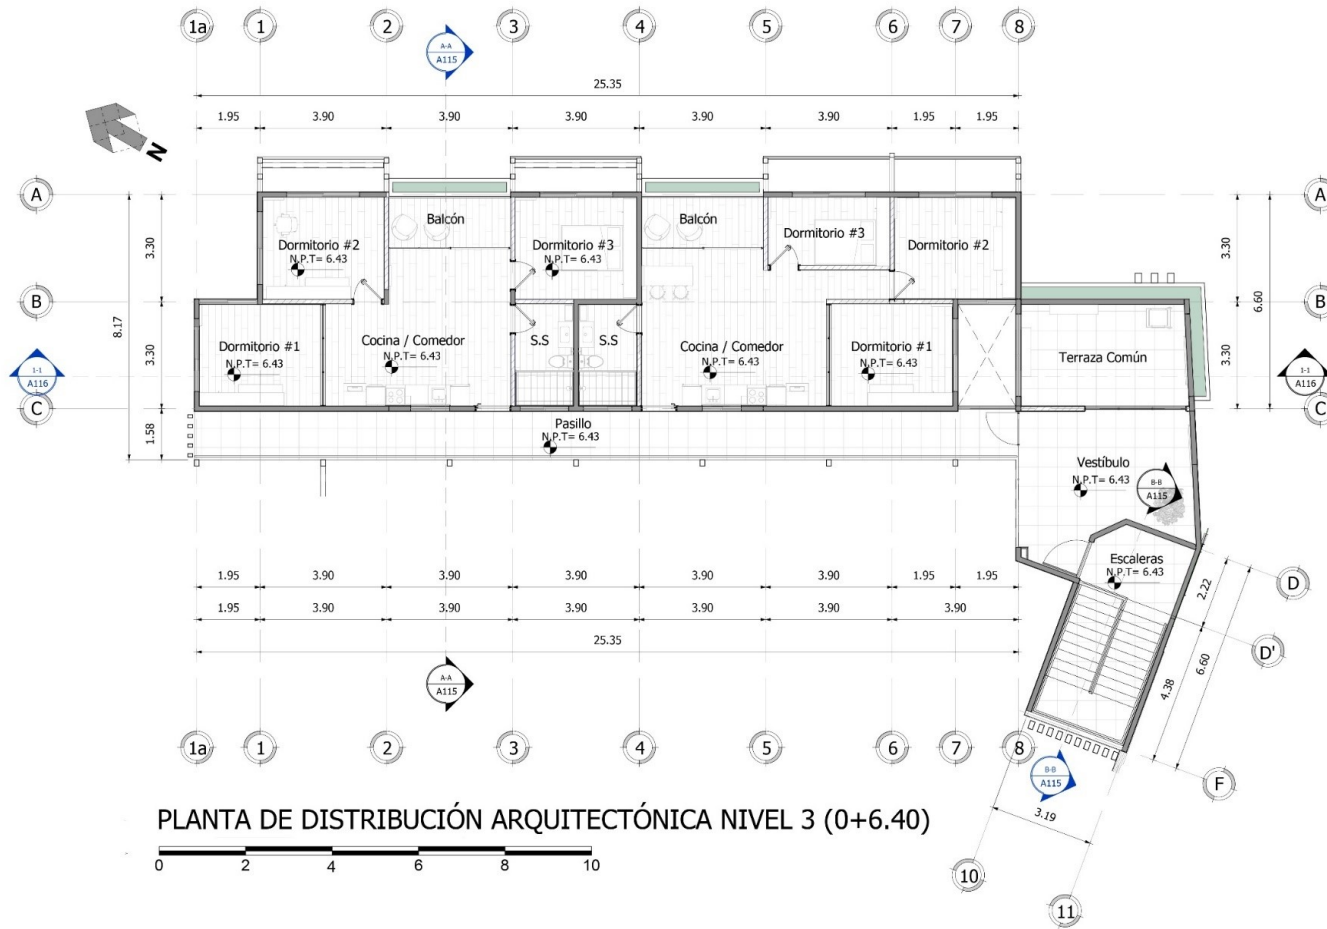 1a 1 2 3 4 5 6 7 8
A-A
A115
25.35
1.95 3.90 3.90 3.90 3.90 3.90 1.95 1.95
N
A A
Balcón Balcón
Dormitorio #2 Dormitorio #3 Dormitorio #3 Dormitorio #2
N.P.T= 6.43 N.P.T= 6.43
3.30 3.30
B B
8.17 6.60
Dormitorio #1 Cocina / Comedor S.S S.S Cocina / Comedor Dormitorio #1 Terraza Común
N.P.T= 6.43 N.P.T= 6.43 N.P.T= 6.43 N.P.T= 6.43
3.30 3.30
1-1
A116
1-1
A116
C C
Pasillo
N.P.T= 6.43
1.58
Vestíbulo
N.P.T= 6.43
B-B
A115
Escaleras
N.P.T= 6.43
1.95 3.90 3.90 3.90 3.90 3.90 1.95 1.95
1.95 3.90 3.90 3.90 3.90 3.90 3.90
25.35
2.22
D
D'
4.38
6.60
F
A-A
A115
1a 1 2 3 4 5 6 7 8
B-B
A115
3.19
10
11
PLANTA DE DISTRIBUCIÓN ARQUITECTÓNICA NIVEL 3 (0+6.40)
0 2 4 6 8 10